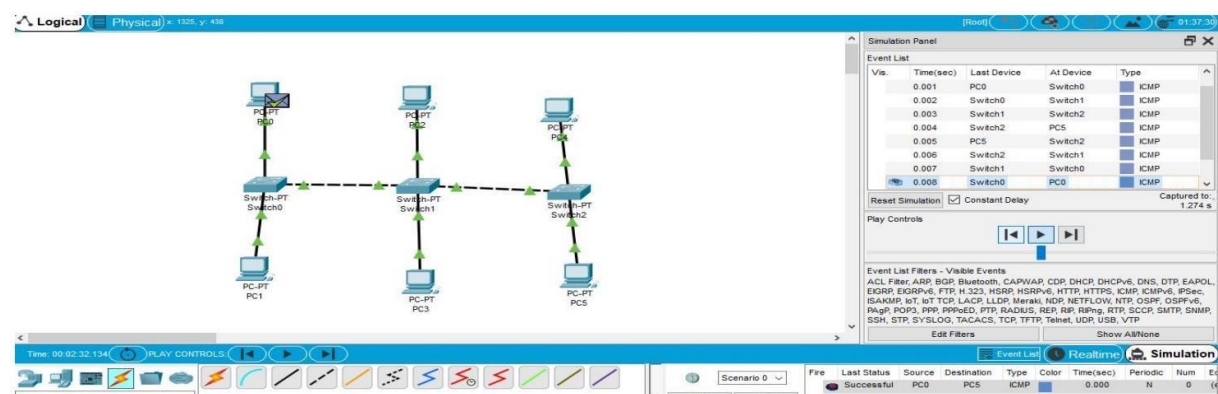 Logical Physical x: 1325, y: 438 [Root] 01:37:30
Simulation Panel
Event List
Vis. Time(sec) Last Device At Device Type
0.001 PC0 Switch0 ICMP
0.002 Switch0 Switch1 ICMP
0.003 Switch1 Switch2 ICMP
0.004 Switch2 PC5 ICMP
0.005 PC5 Switch2 ICMP
0.006 Switch2 Switch1 ICMP
0.007 Switch1 Switch0 ICMP
0.008 Switch0 PC0 ICMP
Reset Simulation Constant Delay Captured to:
1.274 s
Play Controls
Event List Filters - Visible Events
ACL Filter, ARP, BGP, Bluetooth, CAPWAP, CDP, DHCP, DHCPv6, DNS, DTP, EAPOL,
EIGRP, EIGRPv6, FTP, H.323, HSRP, HSRPv6, HTTP, HTTPS, ICMP, ICMPv6, IPSec,
ISAKMP, IoT, IoT TCP, LACP, LLDP, Meraki, NDP, NETFLOW, NTP, OSPF, OSPFv6,
PAgP, POP3, PPP, PPPoED, PTP, RADIUS, REP, RIP, RIPng, RTP, SCCP, SMTP, SNMP,
SSH, STP, SYSLOG, TACACS, TCP, TFTP, Telnet, UDP, USB, VTP
Edit Filters Show All/None
PC-PT
PC0
PC-PT
PC2
PC-PT
PC4
Switch-PT
Switch0
Switch-PT
Switch1
Switch-PT
Switch2
PC-PT
PC1
PC-PT
PC3
PC-PT
PC5
Time: 00:02:32.134 PLAY CONTROLS: Event List Realtime Simulation
Scenario 0
Fire Last Status Source Destination Type Color Time(sec) Periodic Num
Successful PC0 PC5 ICMP 0.000 N 0